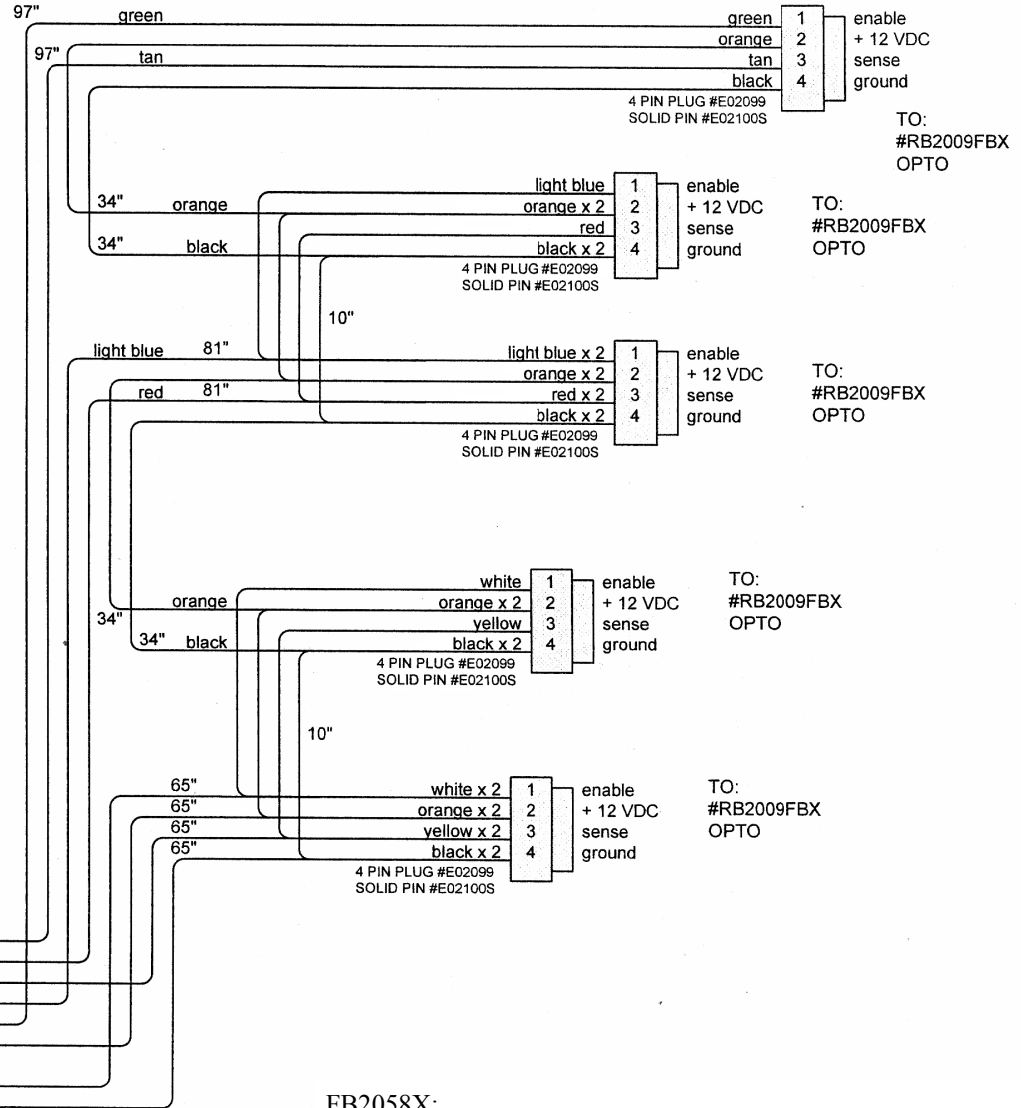 97" green green 1 enable
orange 2 + 12 VDC
97" tan tan 3 sense
black 4 ground
4 PIN PLUG #E02099
SOLID PIN #E02100S
TO:
#RB2009FBX
OPTO
light blue 1 enable
34" orange orange x 2 2 + 12 VDC
red 3 sense
34" black black x 2 4 ground
4 PIN PLUG #E02099
SOLID PIN #E02100S
TO:
#RB2009FBX
OPTO
10"
light blue 81" light blue x 2 1 enable
orange x 2 2 + 12 VDC
red 81" red x 2 3 sense
black x 2 4 ground
4 PIN PLUG #E02099
SOLID PIN #E02100S
TO:
#RB2009FBX
OPTO
white 1 enable
orange orange x 2 2 + 12 VDC
34" yellow 3 sense
34" black black x 2 4 ground
4 PIN PLUG #E02099
SOLID PIN #E02100S
TO:
#RB2009FBX
OPTO
10"
65" white x 2 1 enable
65" orange x 2 2 + 12 VDC
65" yellow x 2 3 sense
65" black x 2 4 ground
4 PIN PLUG #E02099
SOLID PIN #E02100S
TO:
#RB2009FBX
OPTO
FB2058X: